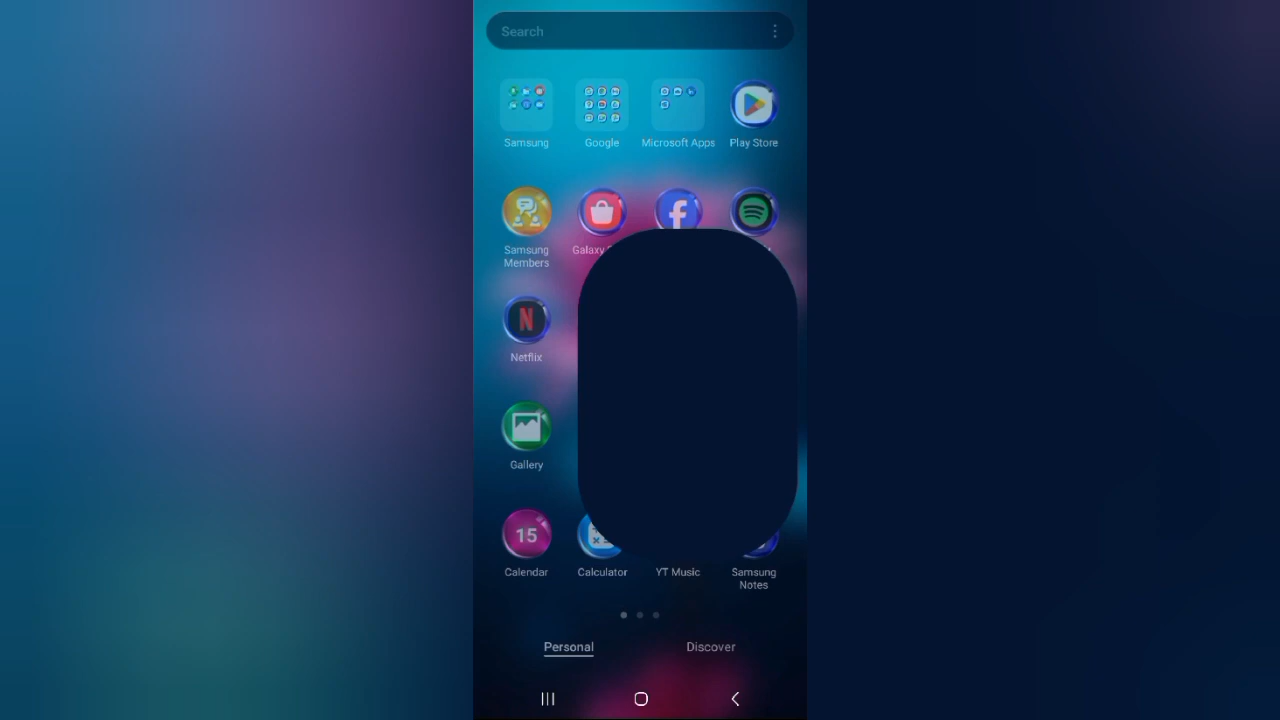 Search
Samsung
Google
Microsoft Apps
Play Store
Samsung
Members
Galaxy
N
Netflix
Gallery
15
Calendar
Calculator
YT Music
Samsung
Notes
Personal
Discover